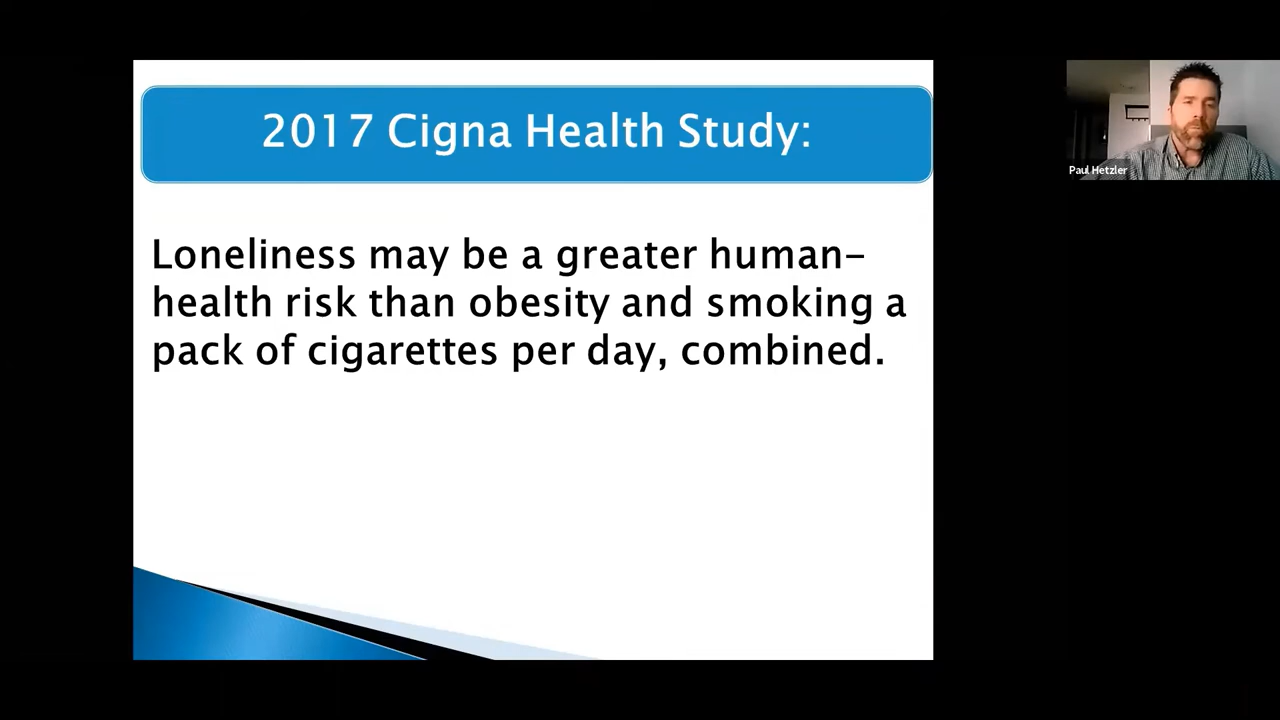 2017 Cigna Health Study:
Loneliness may be a greater human-
health risk than obesity and smoking a
pack of cigarettes per day, combined.
Paul Hetzler